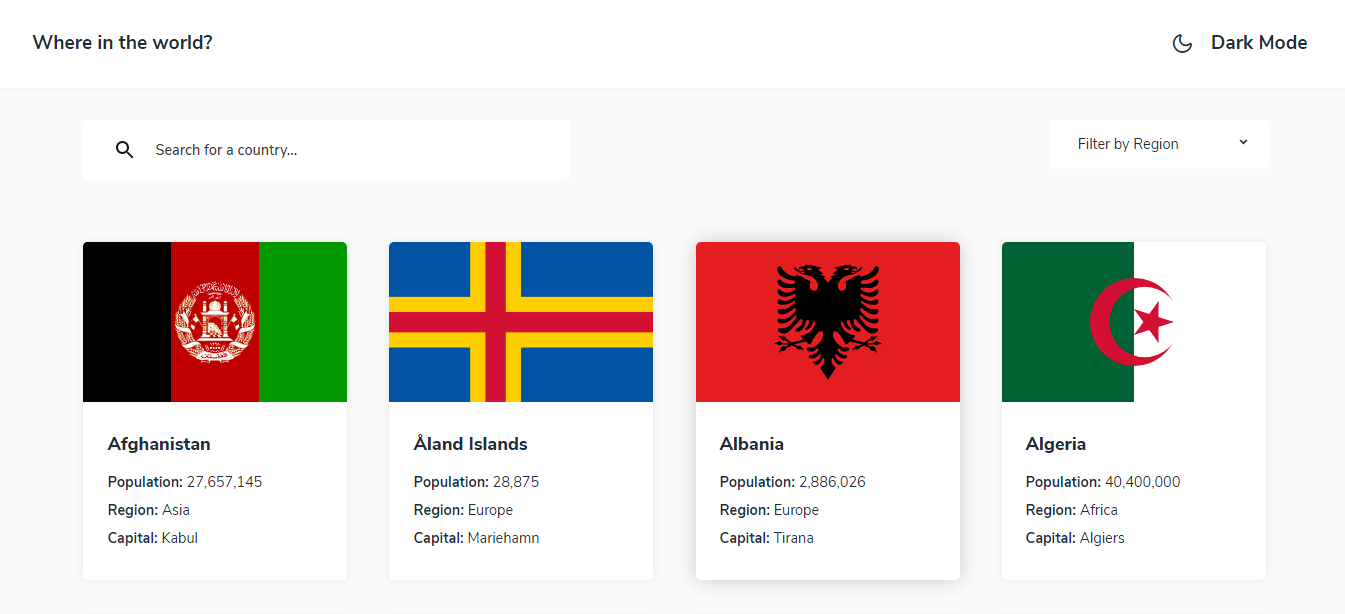 Where in the world?
Dark Mode
Search for a country...
Filter by Region
Afghanistan
Population: 27,657,145
Region: Asia
Capital: Kabul
Åland Islands
Population: 28,875
Region: Europe
Capital: Mariehamn
Albania
Population: 2,886,026
Region: Europe
Capital: Tirana
Algeria
Population: 40,400,000
Region: Africa
Capital: Algiers